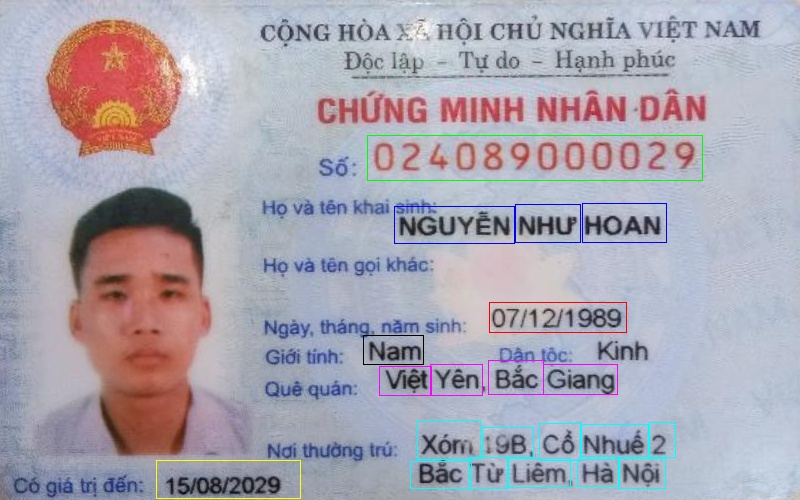 CỘNG HÒA XÃ HỘI CHỦ NGHĨA VIỆT NAM
Độc lập - Tự do - Hạnh phúc
CHỨNG MINH NHÂN DÂN
Số: 024089000029
Họ và tên khai sinh:
NGUYỄN NHƯ HOAN
Họ và tên gọi khác:
Ngày, tháng, năm sinh: 07/12/1989
Giới tính: Nam Dân tộc: Kinh
Quê quán: Việt Yên, Bắc Giang
Nơi thường trú: Xóm 19B, Cổ Nhuế 2
Bắc Từ Liêm, Hà Nội
Có giá trị đến: 15/08/2029
VIỆT NAM